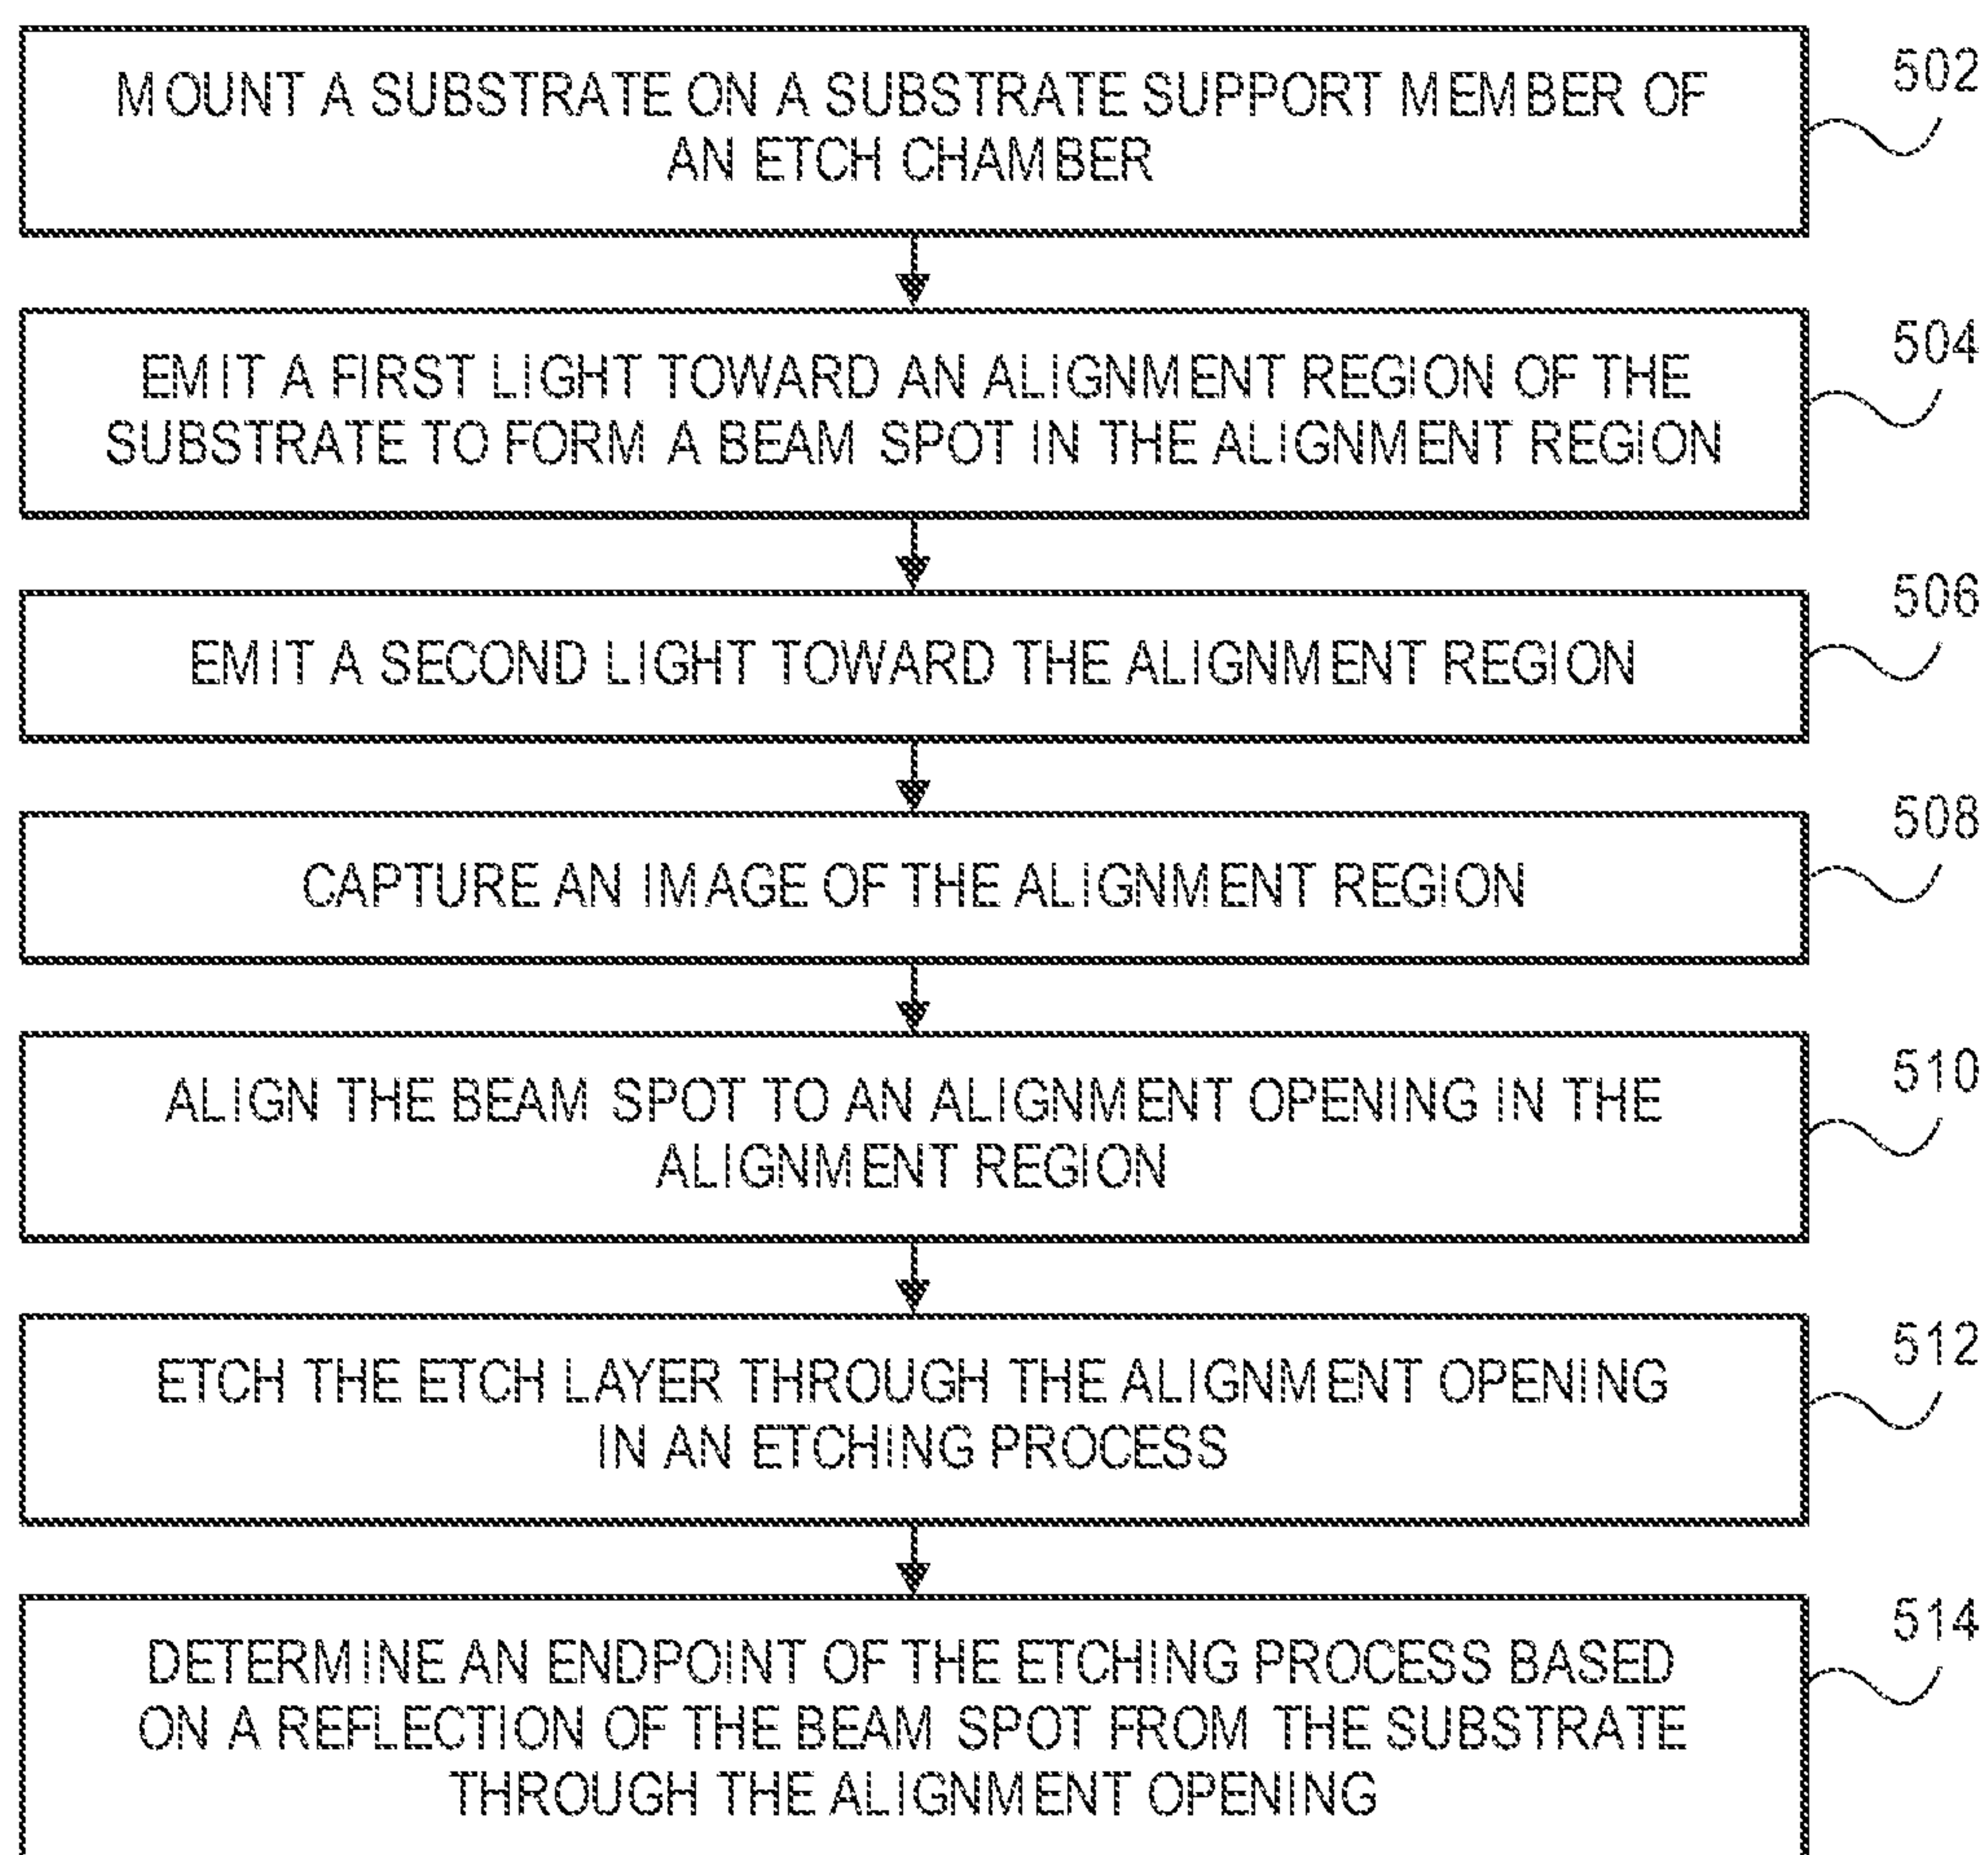 MOUNT A SUBSTRATE ON A SUBSTRATE SUPPORT MEMBER OF
AN ETCH CHAMBER
502
EMIT A FIRST LIGHT TOWARD AN ALIGNMENT REGION OF THE
SUBSTRATE TO FORM A BEAM SPOT IN THE ALIGNMENT REGION
504
EMIT A SECOND LIGHT TOWARD THE ALIGNMENT REGION
506
CAPTURE AN IMAGE OF THE ALIGNMENT REGION
508
ALIGN THE BEAM SPOT TO AN ALIGNMENT OPENING IN THE
ALIGNMENT REGION
510
ETCH THE ETCH LAYER THROUGH THE ALIGNMENT OPENING
IN AN ETCHING PROCESS
512
DETERMINE AN ENDPOINT OF THE ETCHING PROCESS BASED
ON A REFLECTION OF THE BEAM SPOT FROM THE SUBSTRATE
THROUGH THE ALIGNMENT OPENING
514